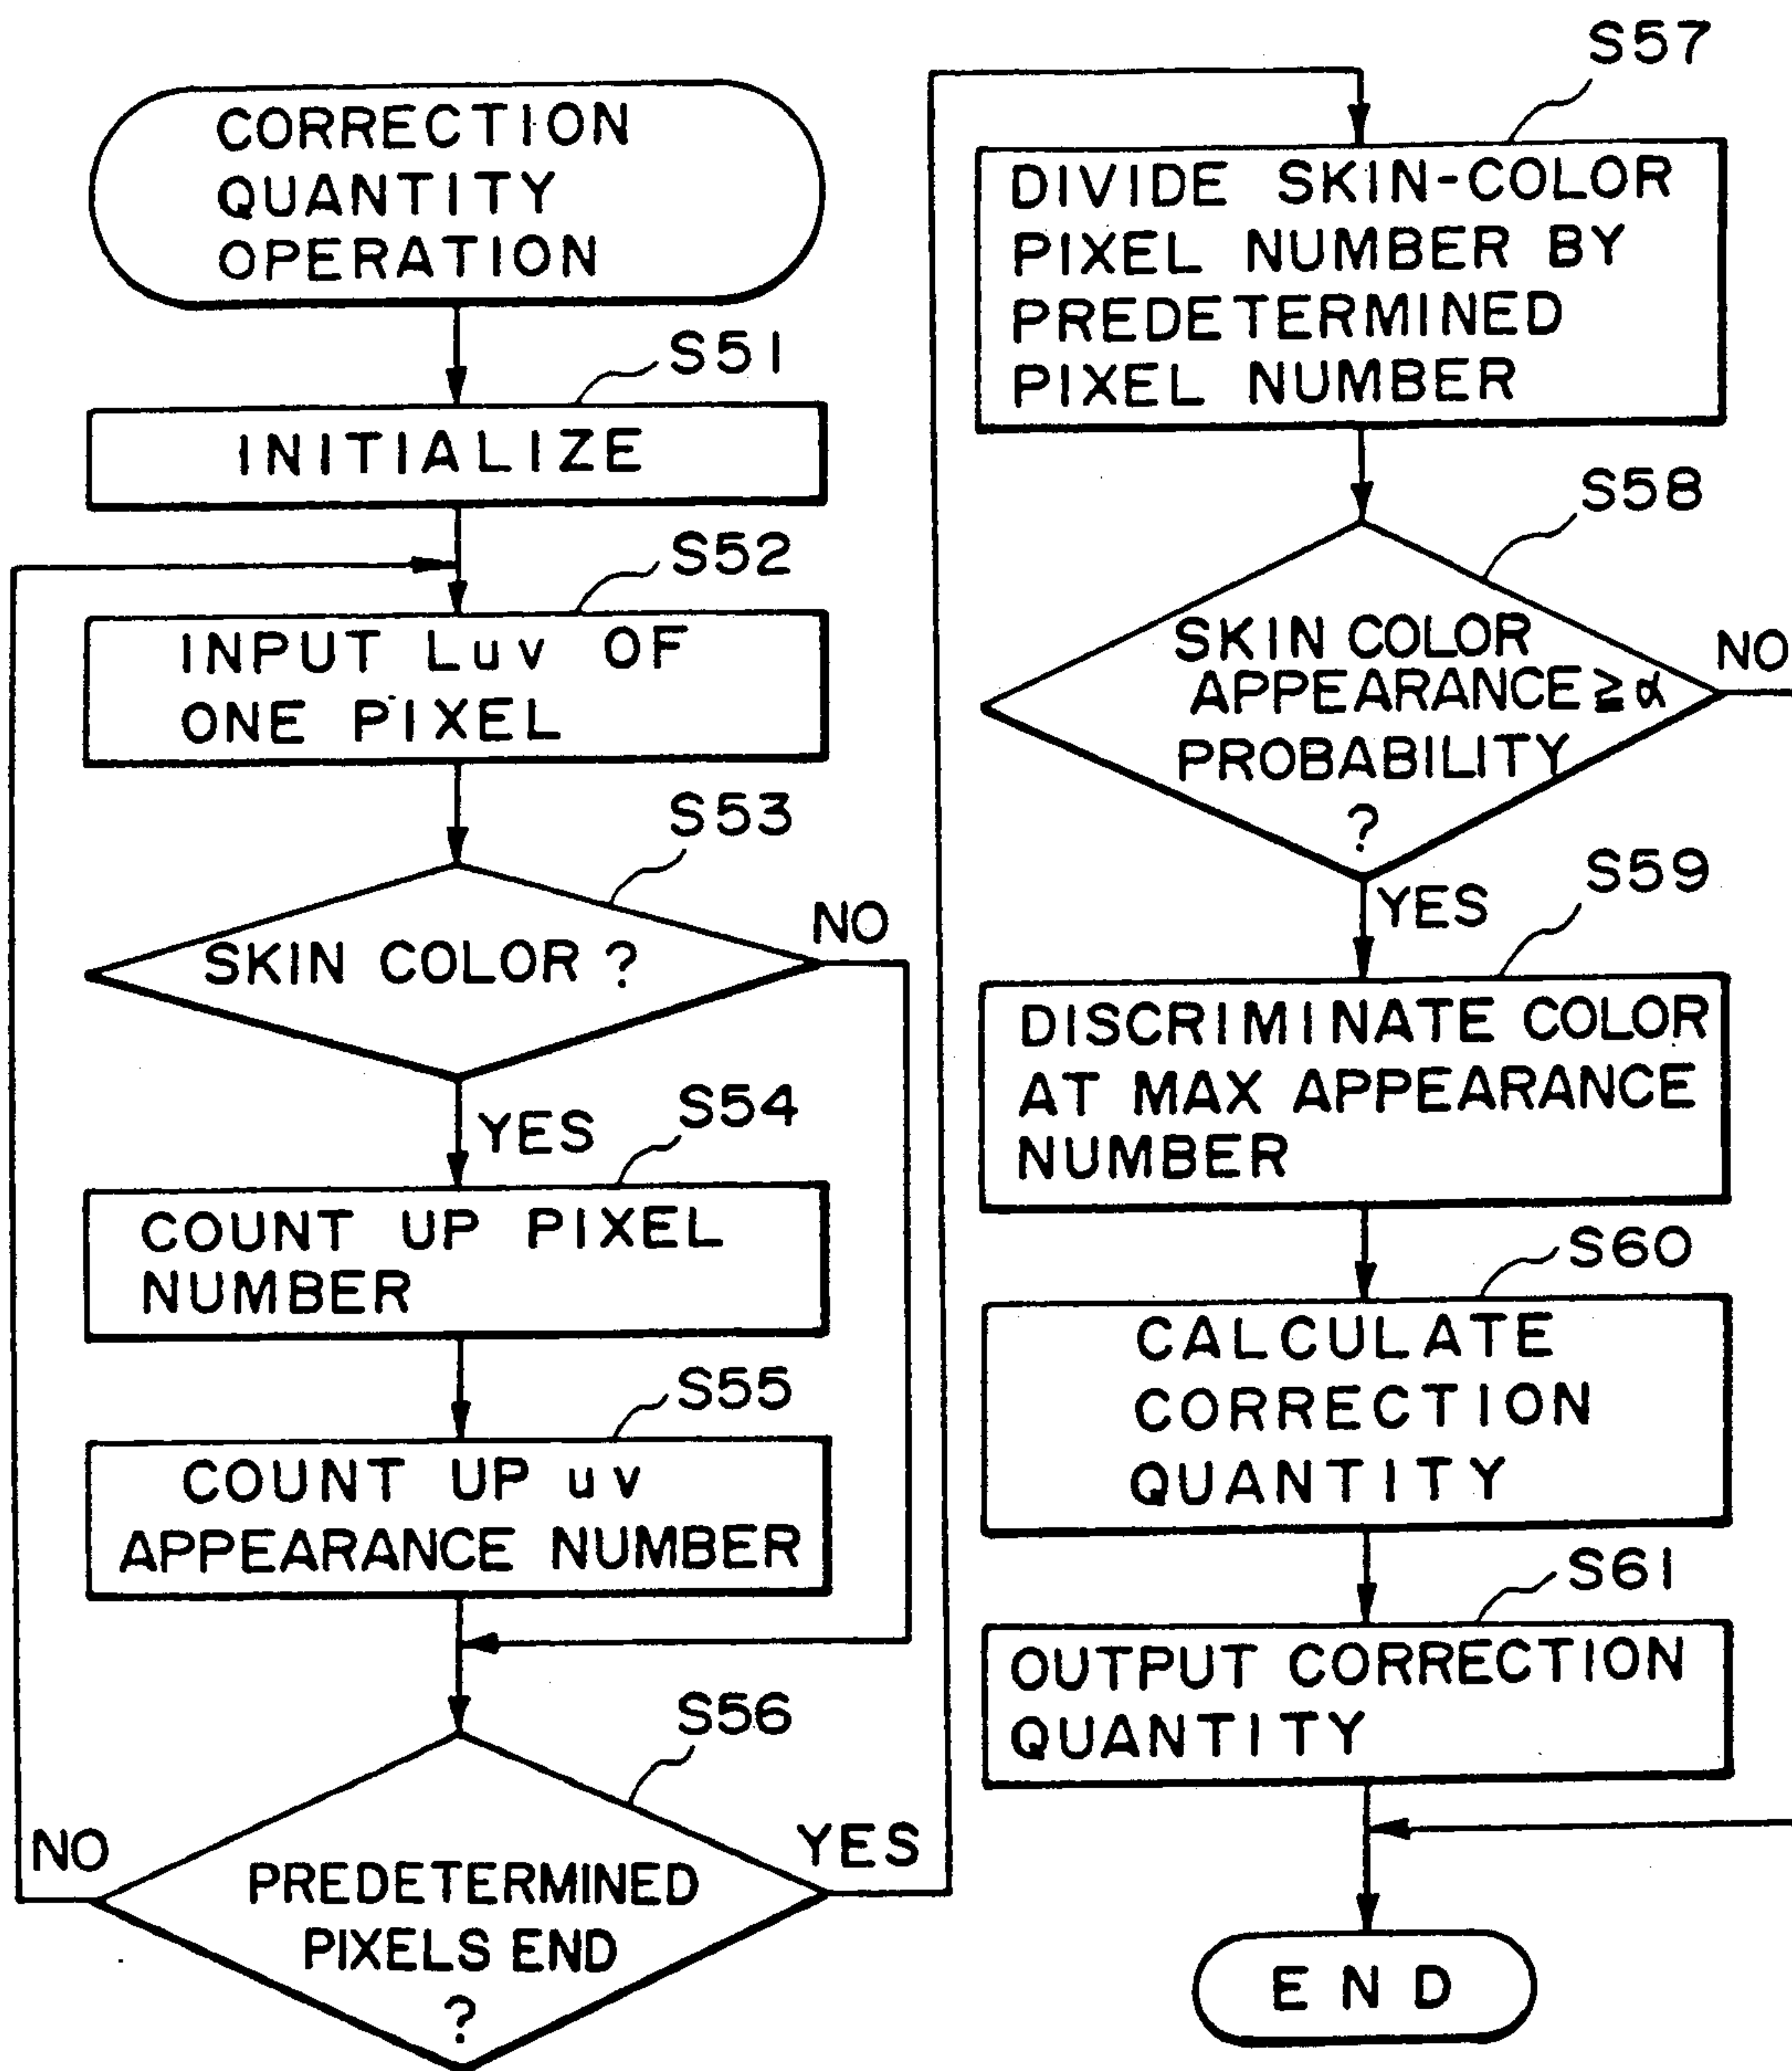 CORRECTION
QUANTITY
OPERATION
S51
INITIALIZE
S52
INPUT Luv OF
ONE PIXEL
S53
SKIN COLOR ?
NO
YES
S54
COUNT UP PIXEL
NUMBER
S55
COUNT UP uv
APPEARANCE NUMBER
S56
NO
YES
PREDETERMINED
PIXELS END
?
S57
DIVIDE SKIN-COLOR
PIXEL NUMBER BY
PREDETERMINED
PIXEL NUMBER
S58
SKIN COLOR
APPEARANCE ≧ α
PROBABILITY
?
NO
YES
S59
DISCRIMINATE COLOR
AT MAX APPEARANCE
NUMBER
S60
CALCULATE
CORRECTION
QUANTITY
S61
OUTPUT CORRECTION
QUANTITY
END